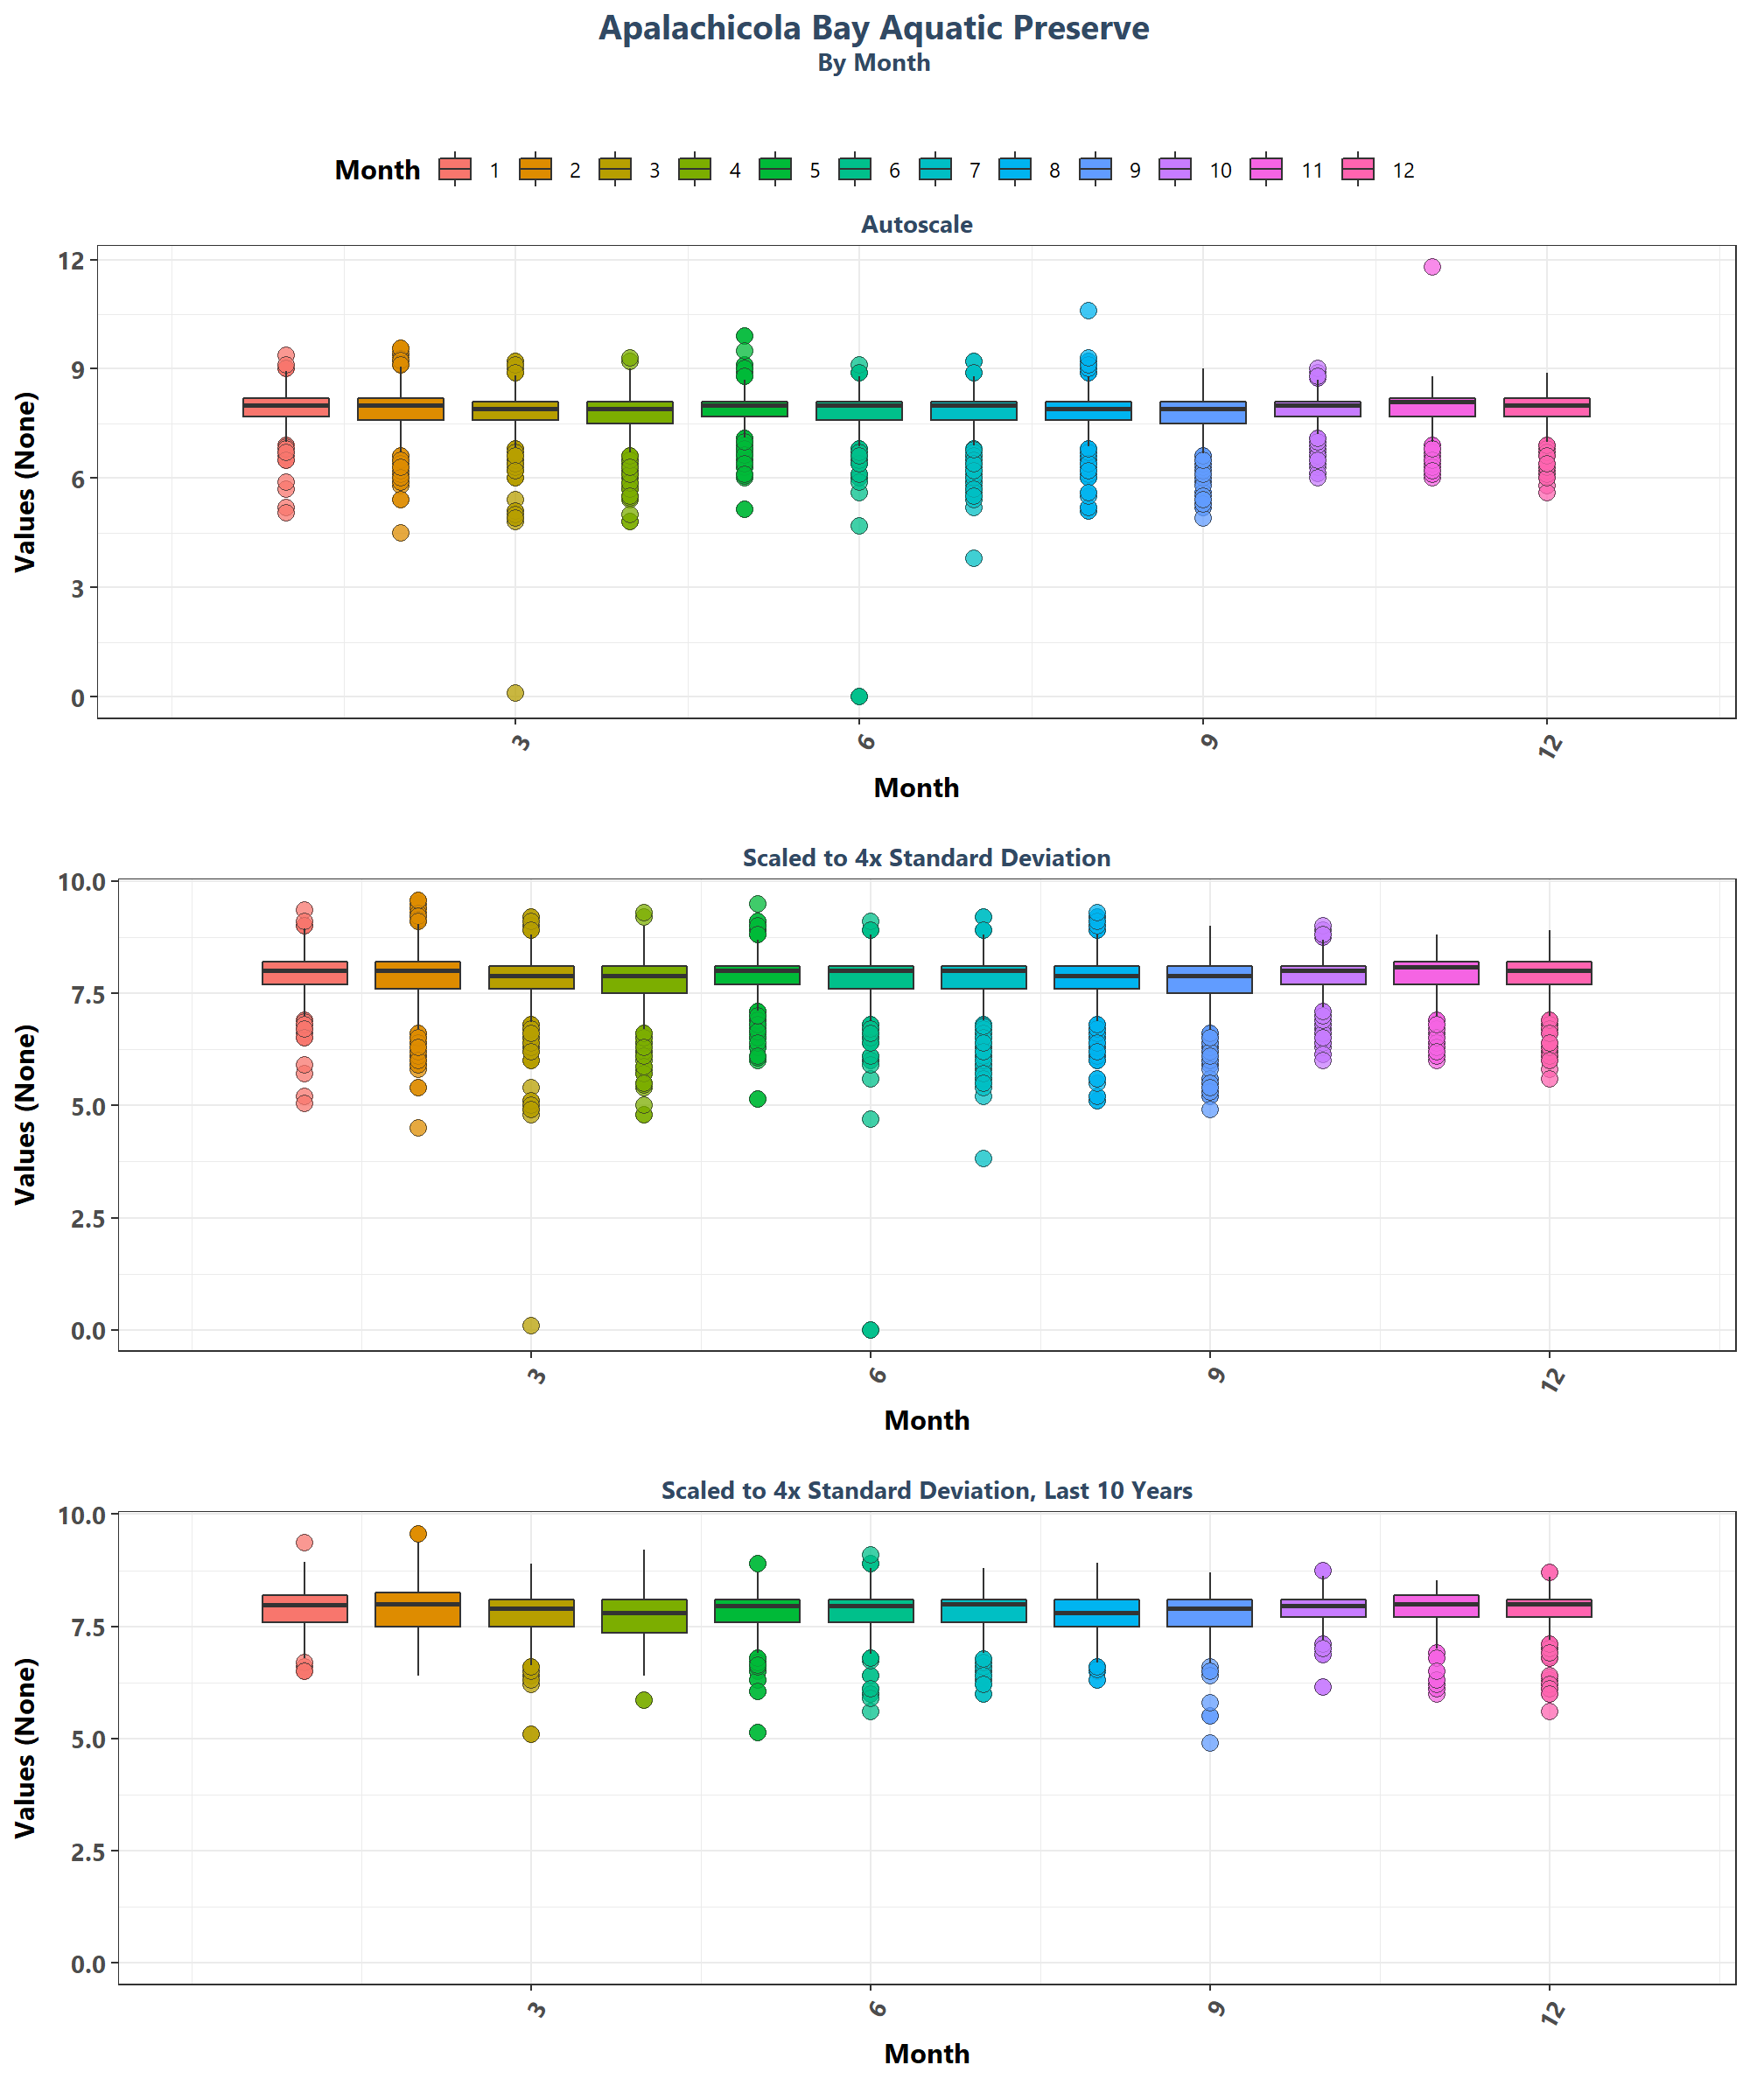 Apalachicola Bay Aquatic Preserve
By Month
Month 1 2 3 4 5 6 7 8 9 10 11 12
Autoscale
12
9
6
3
0
Values (None)
3 6 9 12
Month
Scaled to 4x Standard Deviation
10.0
7.5
5.0
2.5
0.0
Values (None)
3 6 9 12
Month
Scaled to 4x Standard Deviation, Last 10 Years
10.0
7.5
5.0
2.5
0.0
Values (None)
3 6 9 12
Month